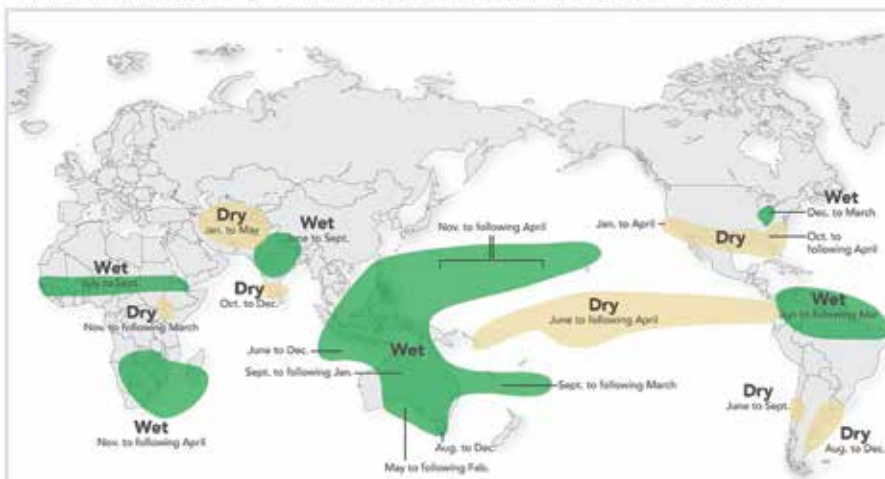 Wet
Dec. to March
Dry
Jan. to May
Wet
June to Sept.
Nov. to following April
Jan. to April
Dry
Oct. to
following April
Wet
July to Sept.
Dry
Oct. to Dec.
Dry
Nov. to following March
Dry
June to following April
Wet
to following Mar.
June to Dec.
Wet
Sept. to following Jan.
Sept. to following March
Dry
June to Sept.
Wet
Nov. to following April
Aug. to Dec.
May to following Feb.
Dry
Aug. to Dec.